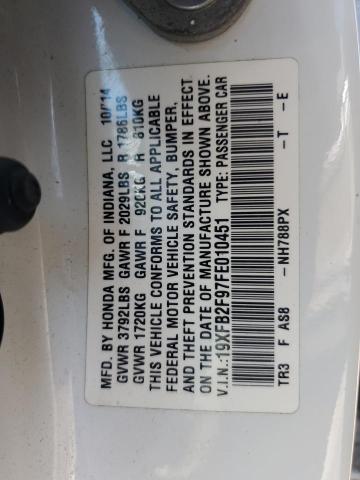 MFD. BY HONDA MFG. OF INDIANA, LLC 10/14
GVWR 3792LBS GAWR F 2029LBS R 1786LBS
GVWR 1720KG GAWR F 920KG R 810KG
THIS VEHICLE CONFORMS TO ALL APPLICABLE
FEDERAL MOTOR VEHICLE SAFETY, BUMPER,
AND THEFT PREVENTION STANDARDS IN EFFECT
ON THE DATE OF MANUFACTURE SHOWN ABOVE.
V.I.N.:19XFB2F97FE010451 TYPE: PASSENGER CAR
TR3 F AS8 -NH788PX -T -E